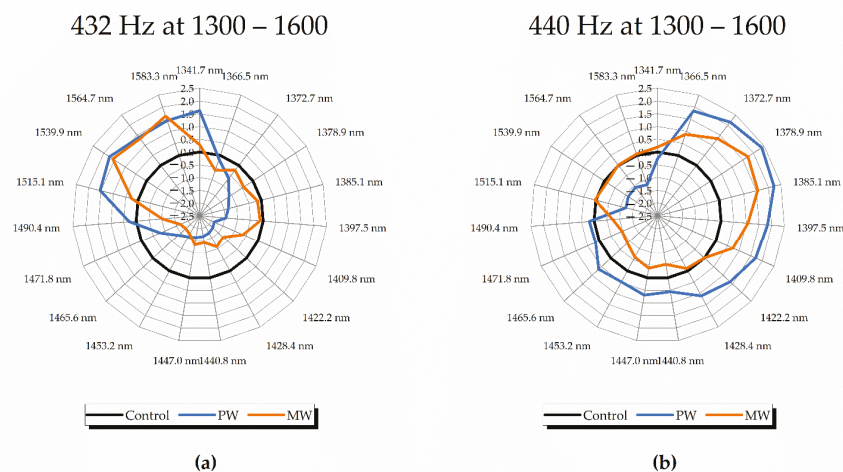 432 Hz at 1300 – 1600
440 Hz at 1300 – 1600
1341.7 nm
1366.5 nm
1372.7 nm
1378.9 nm
1385.1 nm
1397.5 nm
1409.8 nm
1422.2 nm
1428.4 nm
1440.8 nm
1447.0 nm
1453.2 nm
1465.6 nm
1471.8 nm
1490.4 nm
1515.1 nm
1539.9 nm
1564.7 nm
1583.3 nm
2.5
2.0
1.5
1.0
0.5
0.0
−0.5
−1.0
−1.5
−2.0
−2.5
Control PW MW
(a)
1341.7 nm
1366.5 nm
1372.7 nm
1378.9 nm
1385.1 nm
1397.5 nm
1409.8 nm
1422.2 nm
1428.4 nm
1440.8 nm
1447.0 nm
1453.2 nm
1465.6 nm
1471.8 nm
1490.4 nm
1515.1 nm
1539.9 nm
1564.7 nm
1583.3 nm
2.5
2.0
1.5
1.0
0.5
0.0
−0.5
−1.0
−1.5
−2.0
−2.5
Control PW MW
(b)